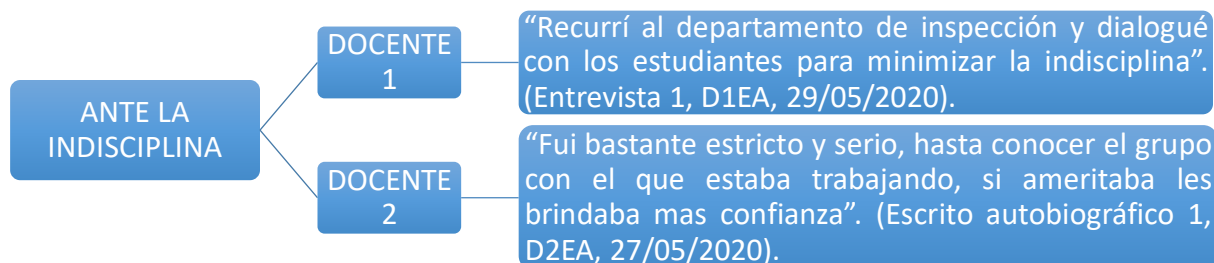 ANTE LA
INDISCIPLINA
DOCENTE
1
“Recurrí al departamento de inspección y dialogué
con los estudiantes para minimizar la indisciplina”.
(Entrevista 1, D1EA, 29/05/2020).
DOCENTE
2
“Fui bastante estricto y serio, hasta conocer el grupo
con el que estaba trabajando, si ameritaba les
brindaba mas confianza”. (Escrito autobiográfico 1,
D2EA, 27/05/2020).